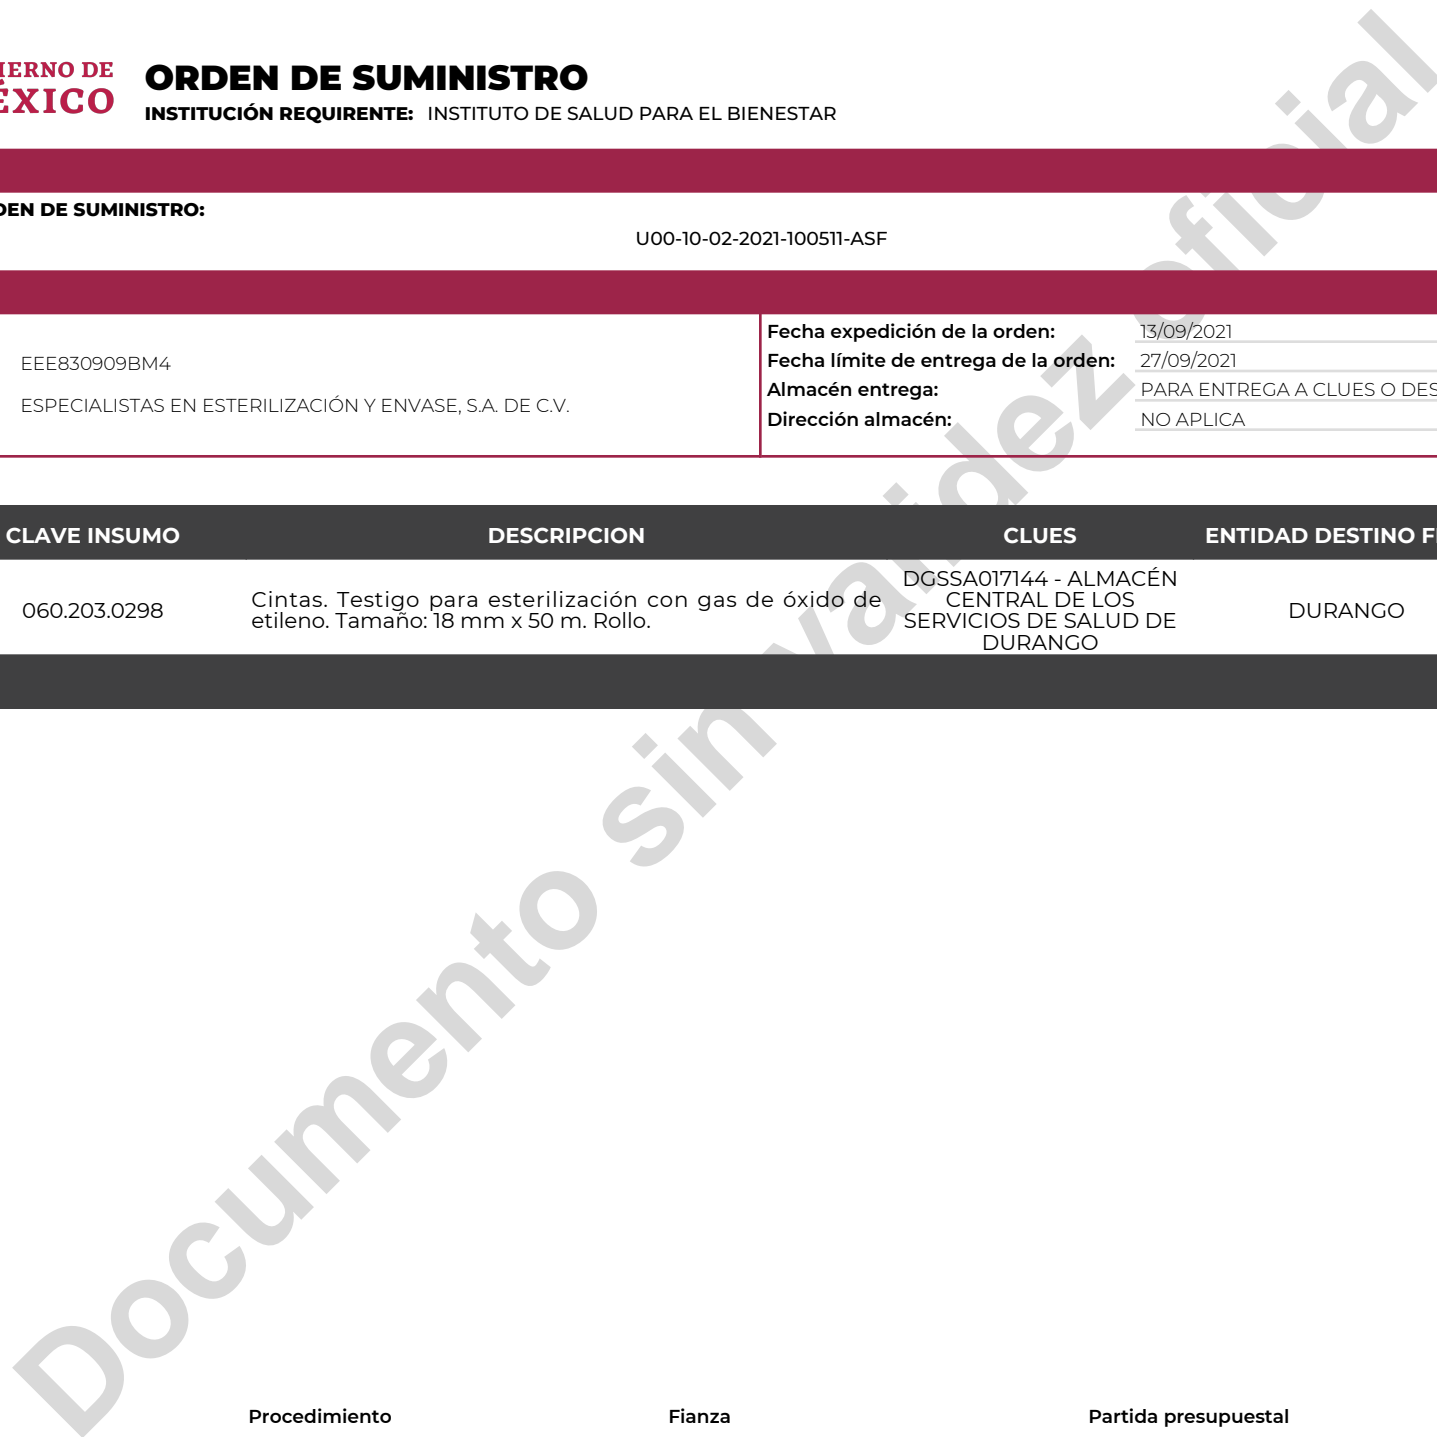 IERNO DE
ÉXICO
ORDEN DE SUMINISTRO
INSTITUCIÓN REQUIRENTE: INSTITUTO DE SALUD PARA EL BIENESTAR
DEN DE SUMINISTRO:
U00-10-02-2021-100511-ASF
EEE830909BM4
ESPECIALISTAS EN ESTERILIZACIÓN Y ENVASE, S.A. DE C.V.
Fecha expedición de la orden: 13/09/2021
Fecha límite de entrega de la orden: 27/09/2021
Almacén entrega: PARA ENTREGA A CLUES O DES
Dirección almacén: NO APLICA
CLAVE INSUMO DESCRIPCION CLUES ENTIDAD DESTINO FI
060.203.0298
Cintas. Testigo para esterilización con gas de óxido de
etileno. Tamaño: 18 mm x 50 m. Rollo.
DGSSA017144 - ALMACÉN
CENTRAL DE LOS
SERVICIOS DE SALUD DE
DURANGO
DURANGO
Documento sin validez oficial
Procedimiento Fianza Partida presupuestal